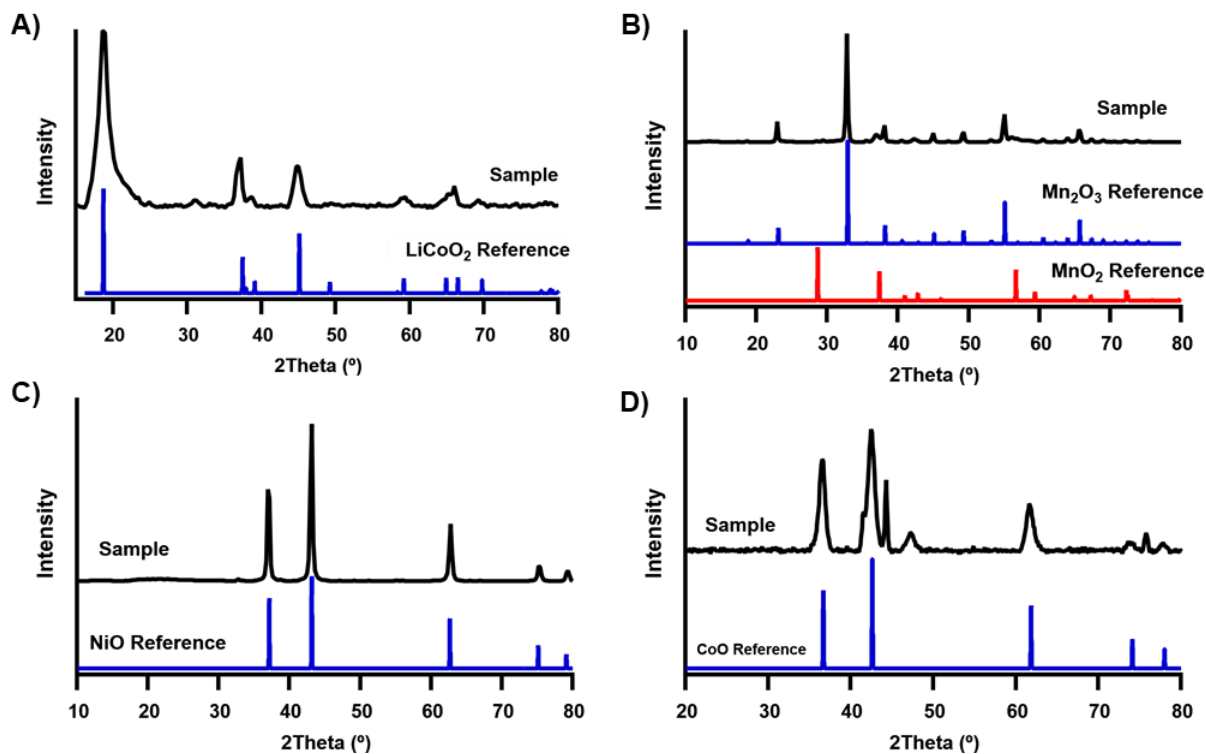 A)
Intensity
Sample
LiCoO₂ Reference
20 30 40 50 60 70 80
2Theta (º)
B)
Intensity
Sample
Mn₂O₃ Reference
MnO₂ Reference
10 20 30 40 50 60 70 80
2Theta (º)
C)
Intensity
Sample
NiO Reference
10 20 30 40 50 60 70 80
2Theta (º)
D)
Intensity
Sample
CoO Reference
20 30 40 50 60 70 80
2Theta (º)